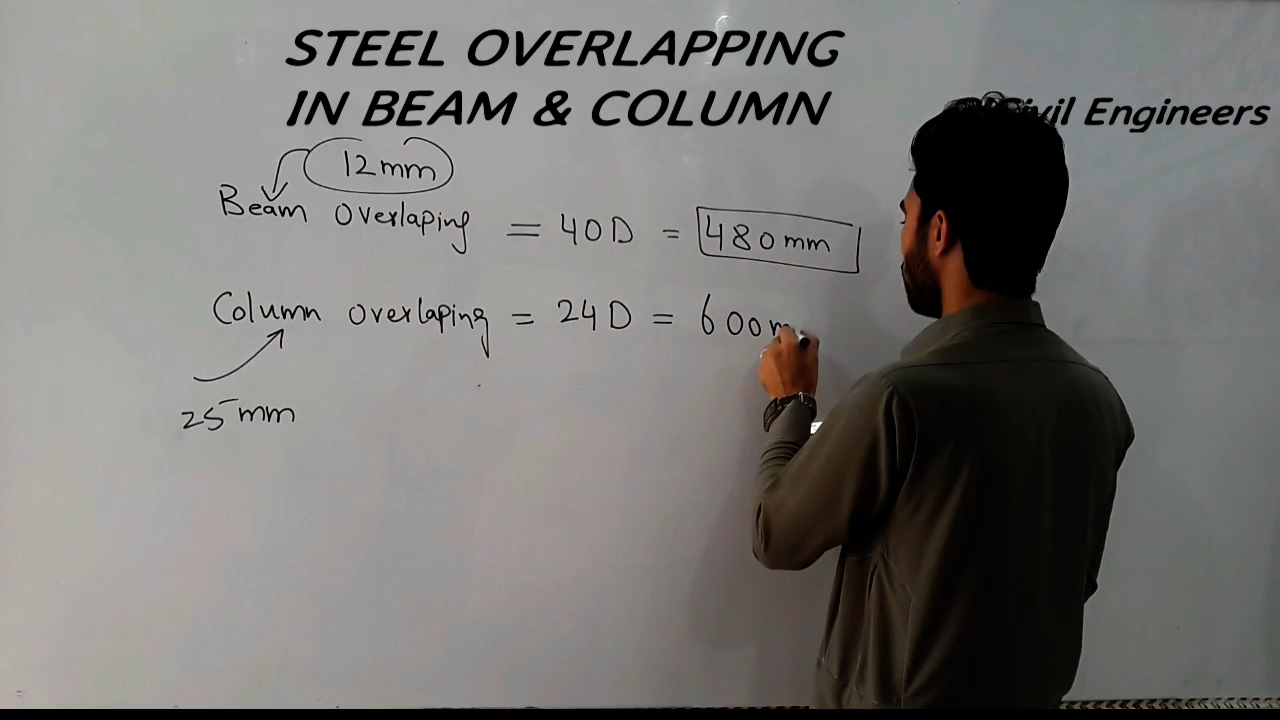 STEEL OVERLAPPING
IN BEAM & COLUMN
Civil Engineers
12mm
Beam Overlaping = 40D = 480mm
Column overlaping = 24D = 600m
25mm